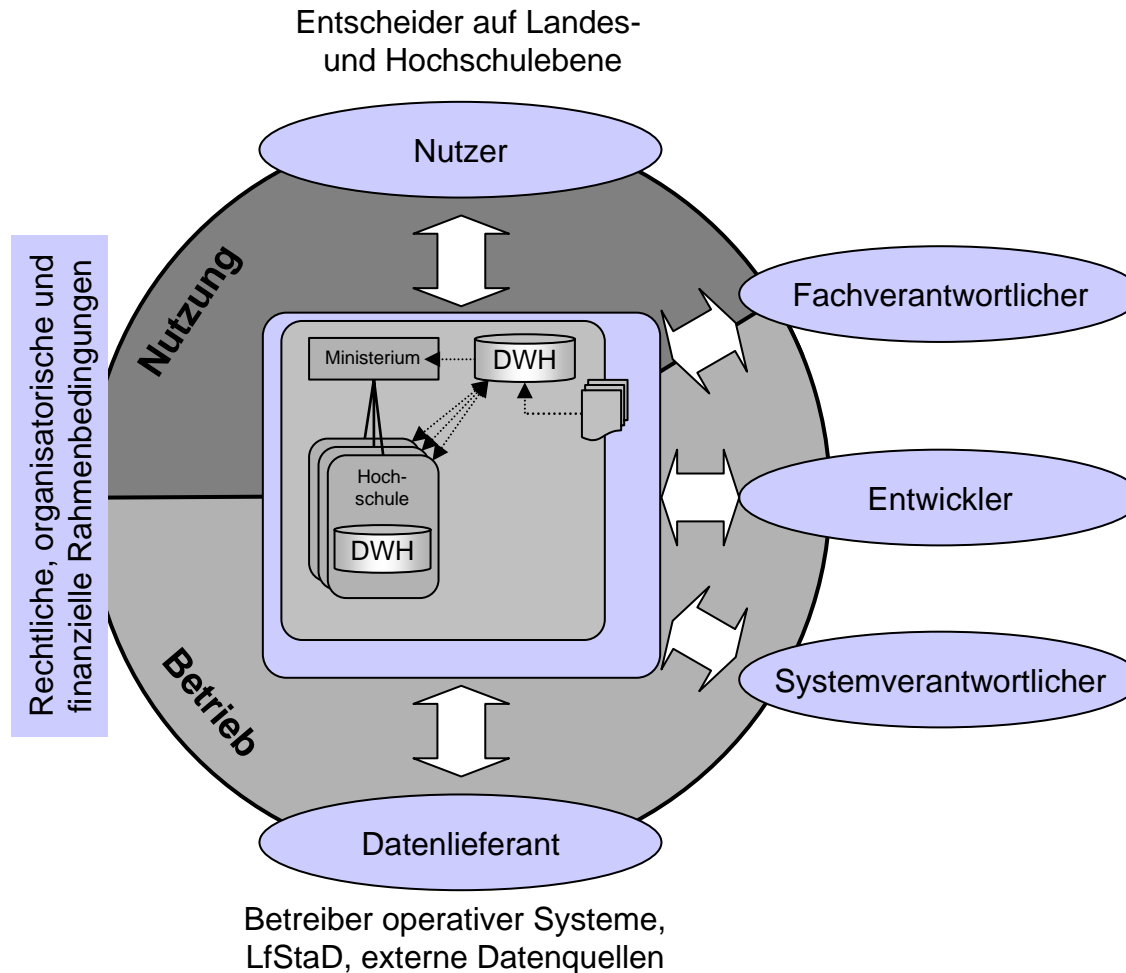 Entscheider auf Landes-
und Hochschulebene
Nutzer
Nutzung
Rechtliche, organisatorische und
finanzielle Rahmenbedingungen
Fachverantwortlicher
Ministerium
DWH
Hoch-
schule
DWH
Entwickler
Systemverantwortlicher
Betrieb
Datenlieferant
Betreiber operativer Systeme,
LfStaD, externe Datenquellen